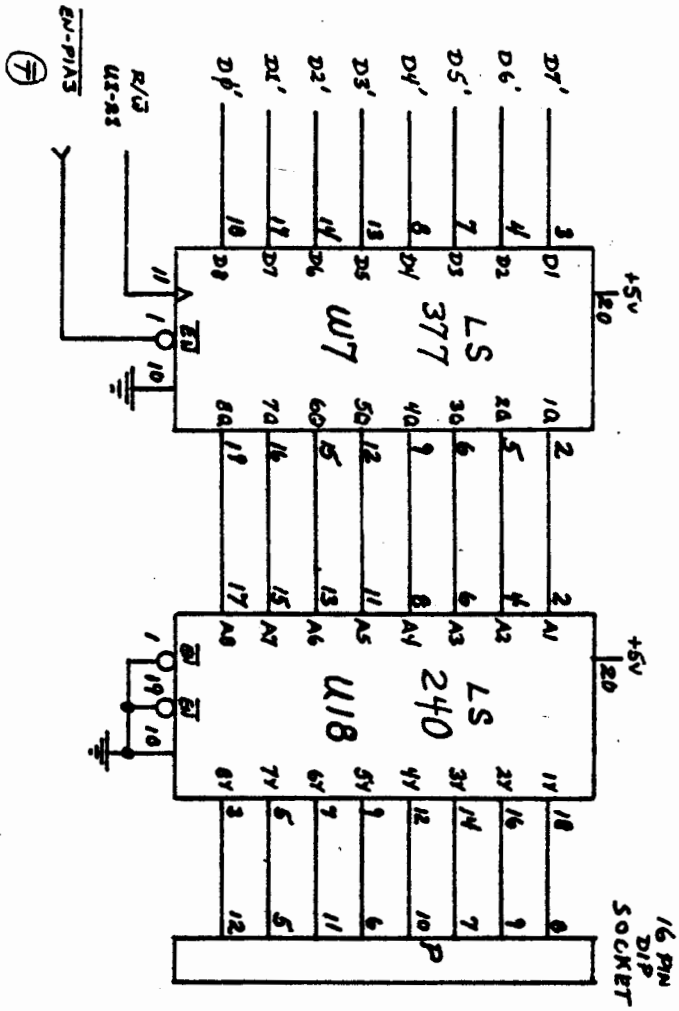 16 PIN
DIP
SOCKET
+5V
20
+5V
20
D7'
3
D1
1Q
2
2
A1
1Y
18
8
D6'
4
D2
2Q
5
4
A2
2Y
16
9
D5'
7
D3
3Q
6
6
A3
3Y
14
7
D4'
8
D4
4Q
9
8
A4
4Y
12
10
P
D3'
13
D5
5Q
12
11
A5
5Y
9
6
D2'
14
D6
6Q
15
13
A6
6Y
7
11
D1'
17
D7
7Q
16
15
A7
7Y
5
5
Dφ'
18
D8
8Q
19
17
A8
8Y
3
12
LS
377
U7
LS
240
U18
R/W̅
U3-23
11
EN-PIA3
1
E̅N̅
10
7
1
E̅N̅
19
E̅N̅
10